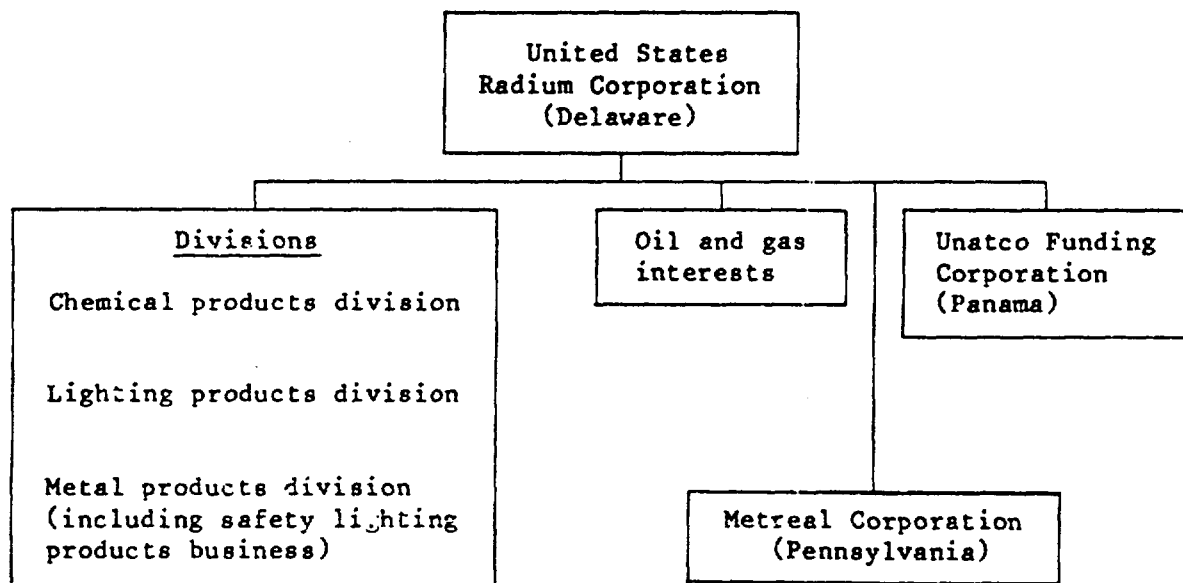 United States
Radium Corporation
(Delaware)
Divisions
Chemical products division
Lighting products division
Metal products division
(including safety lighting
products business)
Oil and gas
interests
Unatco Funding
Corporation
(Panama)
Metreal Corporation
(Pennsylvania)